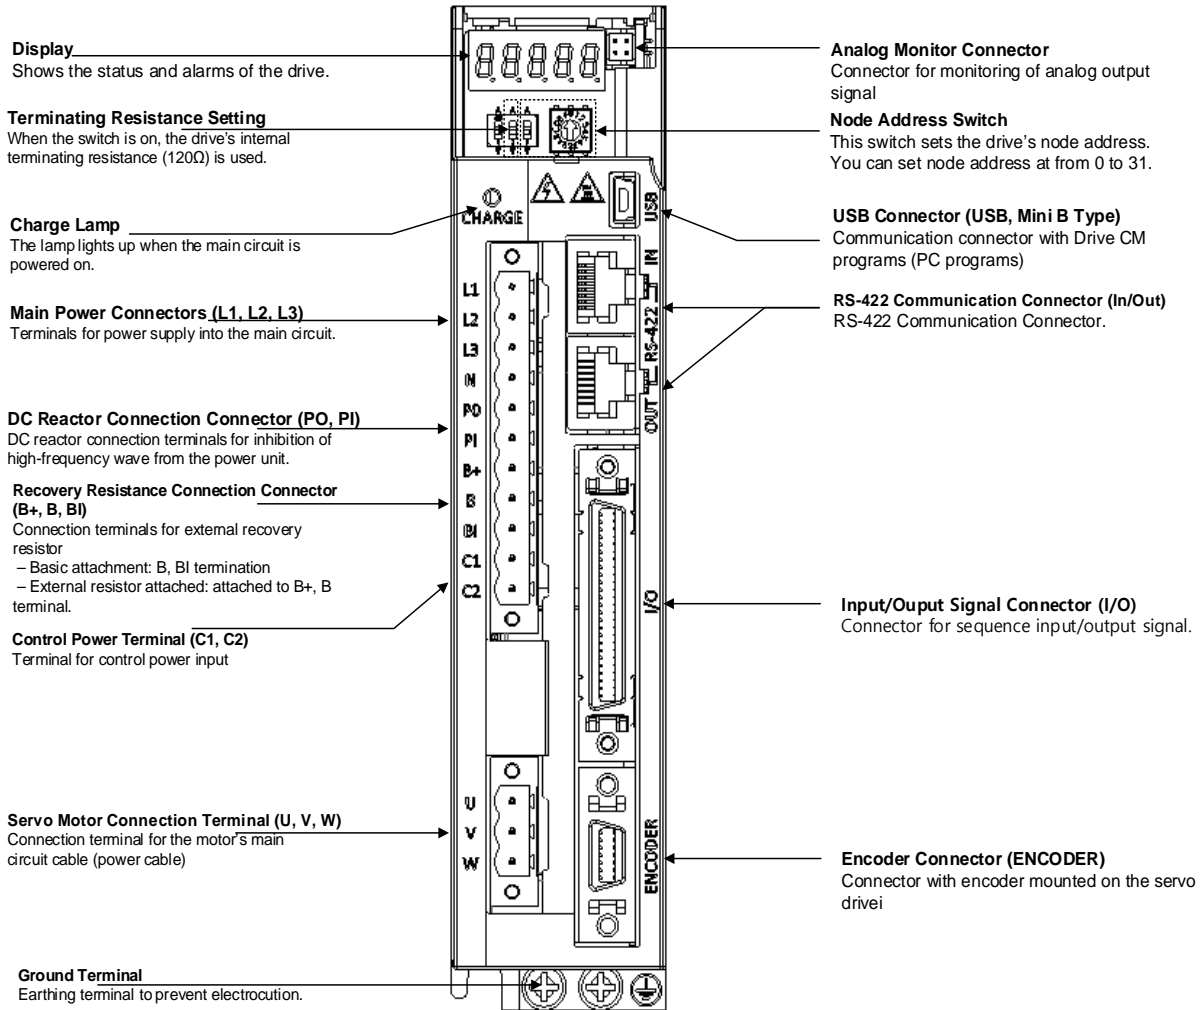 Display
Shows the status and alarms of the drive.
Terminating Resistance Setting
When the switch is on, the drive's internal
terminating resistance (120Ω) is used.
Charge Lamp
The lamp lights up when the main circuit is
powered on.
Main Power Connectors (L1, L2, L3)
Terminals for power supply into the main circuit.
DC Reactor Connection Connector (PO, PI)
DC reactor connection terminals for inhibition of
high-frequency wave from the power unit.
Recovery Resistance Connection Connector
(B+, B, BI)
Connection terminals for external recovery
resistor
– Basic attachment: B, BI termination
– External resistor attached: attached to B+, B
terminal.
Control Power Terminal (C1, C2)
Terminal for control power input
Servo Motor Connection Terminal (U, V, W)
Connection terminal for the motor's main
circuit cable (power cable)
Ground Terminal
Earthing terminal to prevent electrocution.
88888
CHARGE
L1
L2
L3
N
PO
PI
B+
B
BI
C1
C2
U
V
W
USB
IN
RS-422
OUT
I/O
ENCODER
Analog Monitor Connector
Connector for monitoring of analog output
signal
Node Address Switch
This switch sets the drive's node address.
You can set node address at from 0 to 31.
USB Connector (USB, Mini B Type)
Communication connector with Drive CM
programs (PC programs)
RS-422 Communication Connector (In/Out)
RS-422 Communication Connector.
Input/Ouput Signal Connector (I/O)
Connector for sequence input/output signal.
Encoder Connector (ENCODER)
Connector with encoder mounted on the servo
drivei